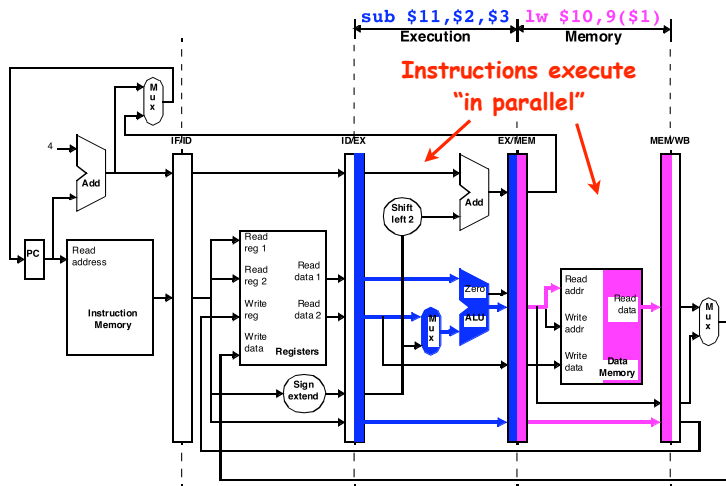 sub $11,$2,$3
lw $10,9($1)
Execution
Memory
Instructions execute
“in parallel”
Mux
IF/ID
ID/EX
EX/MEM
MEM/WB
4
Add
Add
Shift
left 2
PC
Read
address
Instruction
Memory
Read
reg 1
Read
reg 2
Write
reg
Write
data
Read
data 1
Read
data 2
Registers
Sign
extend
Zero
ALU
Mux
Read
addr
Write
addr
Write
data
Read
data
Data
Memory
Mux